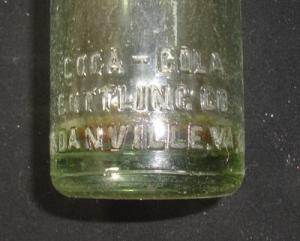 COCA-COLA
BOTTLING CO
DANVILLE, VA